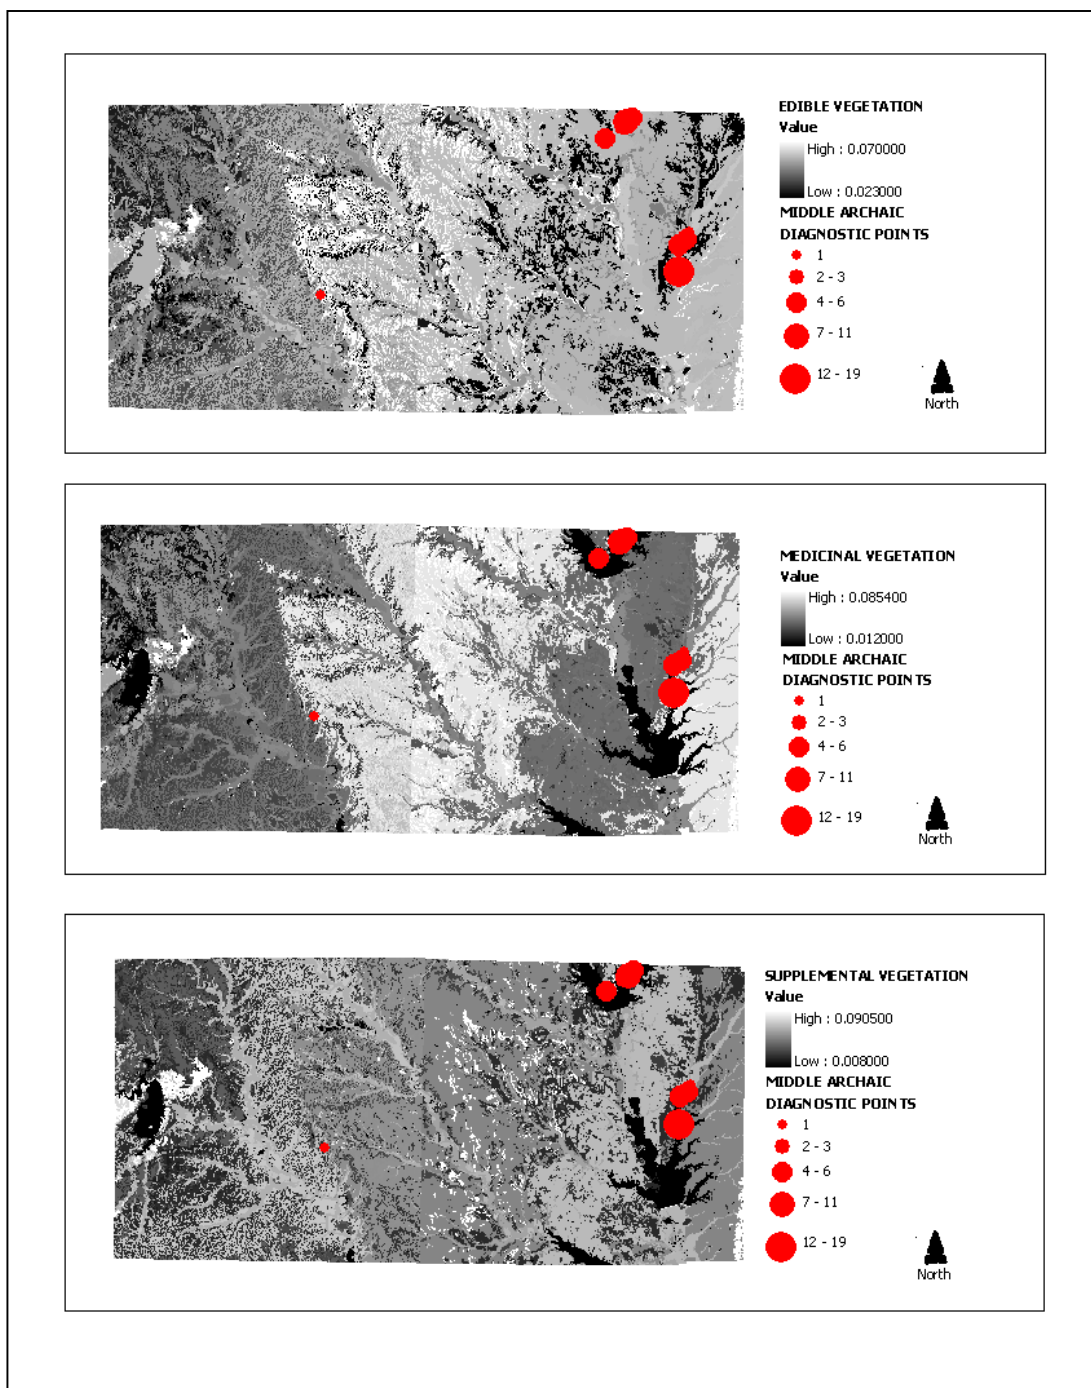 EDIBLE VEGETATION
Value
High : 0.070000
Low : 0.023000
MIDDLE ARCHAIC
DIAGNOSTIC POINTS
1
2 - 3
4 - 6
7 - 11
12 - 19
North
MEDICINAL VEGETATION
Value
High : 0.085400
Low : 0.012000
MIDDLE ARCHAIC
DIAGNOSTIC POINTS
1
2 - 3
4 - 6
7 - 11
12 - 19
North
SUPPLEMENTAL VEGETATION
Value
High : 0.090500
Low : 0.008000
MIDDLE ARCHAIC
DIAGNOSTIC POINTS
1
2 - 3
4 - 6
7 - 11
12 - 19
North